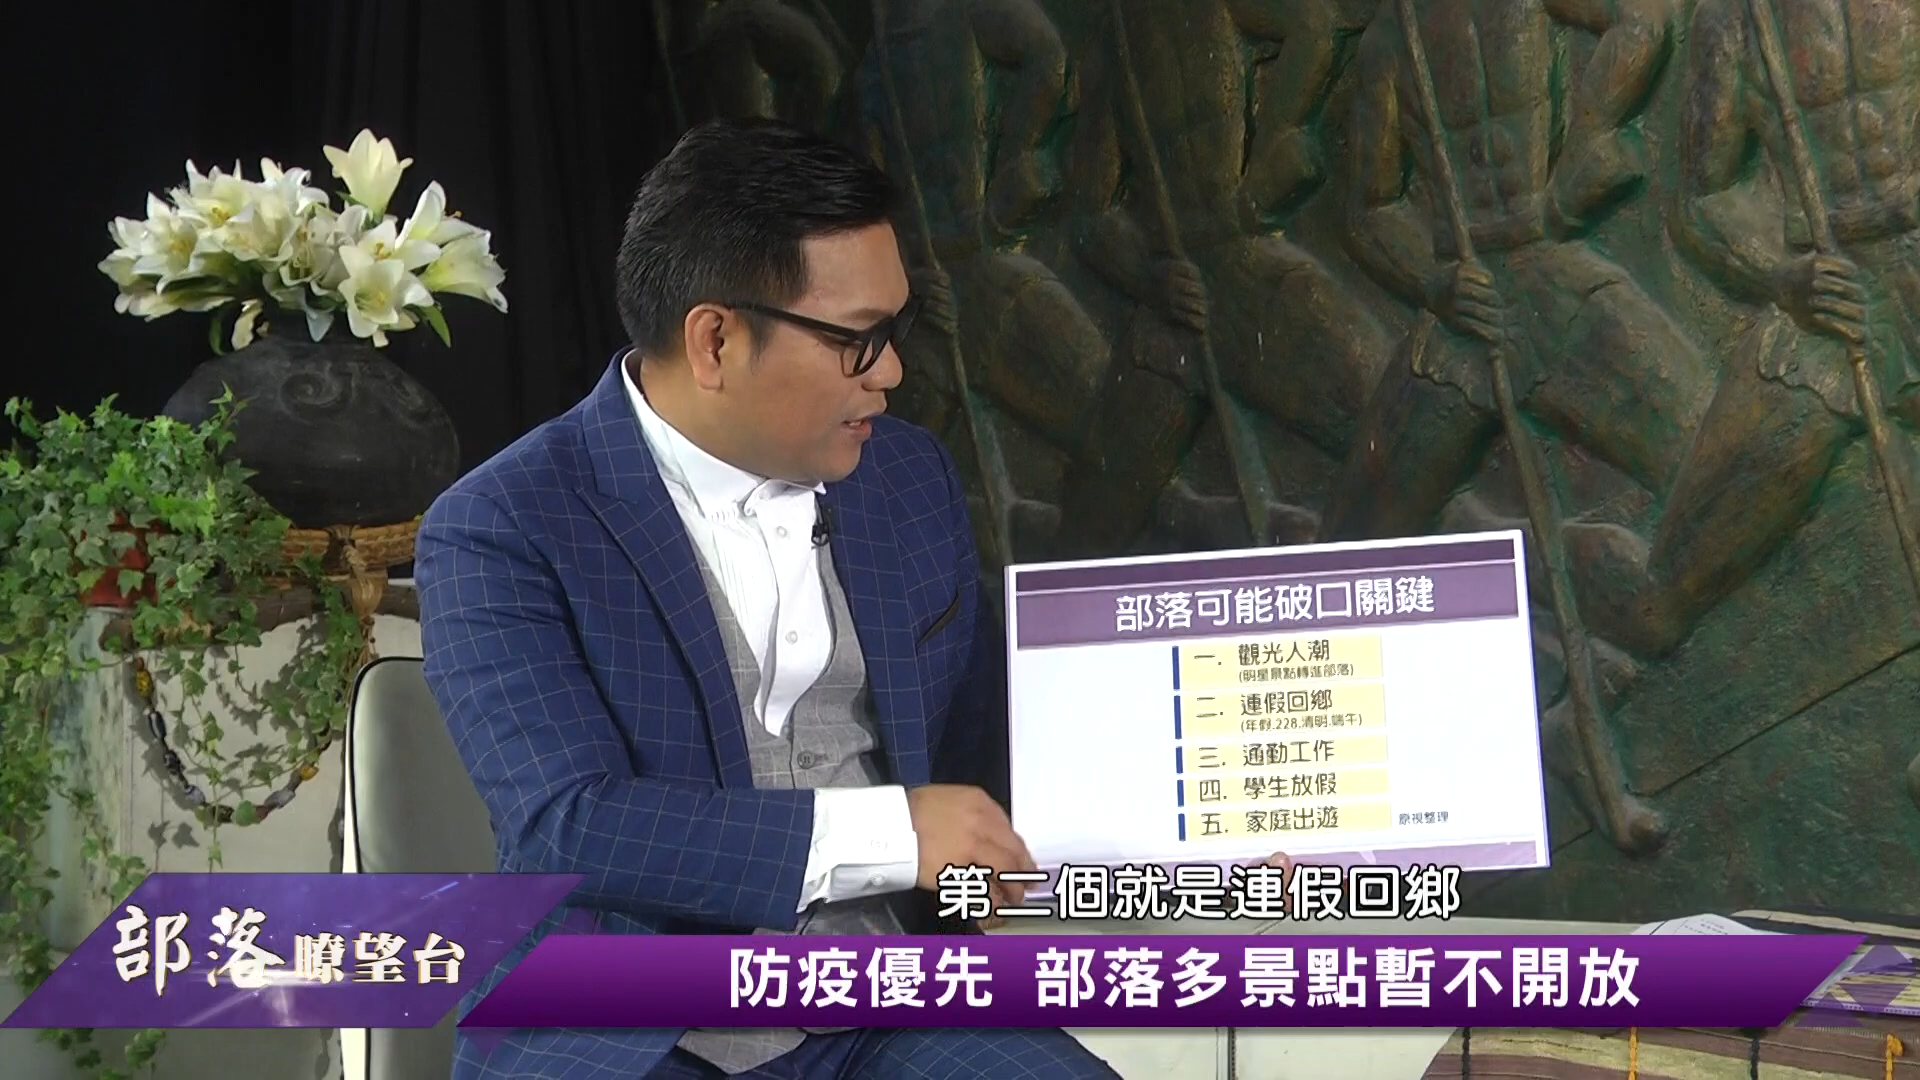 部落可能破口關鍵
一. 觀光人潮
(明星景點轉進部落)
二. 連假回鄉
(年假.228.清明.端午)
三. 通勤工作
四. 學生放假
五. 家庭出遊
原視整理
第二個就是連假回鄉
部落瞭望台
防疫優先 部落多景點暫不開放